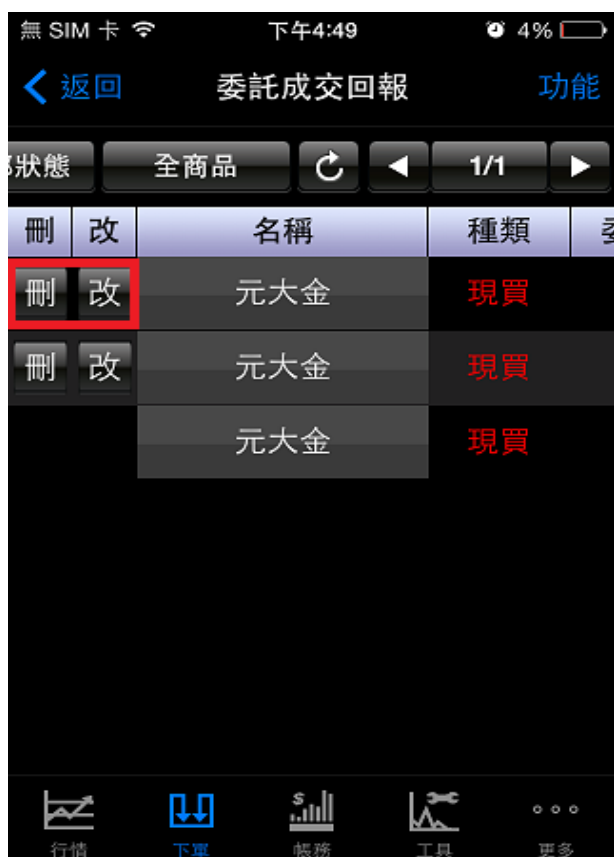 無 SIM 卡 下午4:49 4%
返回 委託成交回報 功能
狀態 全商品 1/1
刪 改 名稱 種類
刪 改 元大金 現買
刪 改 元大金 現買
元大金 現買
行情 下單 帳務 工具 更多